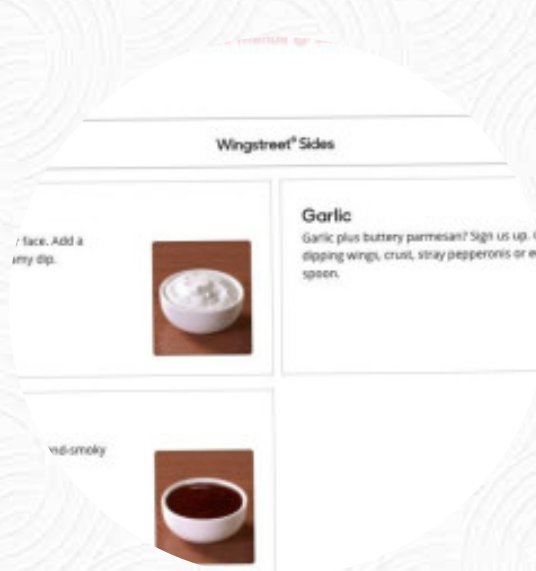 Wingstreet® Sides
face. Add a
dip.
Garlic
Garlic plus buttery parmesan? Sign us up.
dipping wings, crust, stray pepperonis or
spoon.
nd-smoky